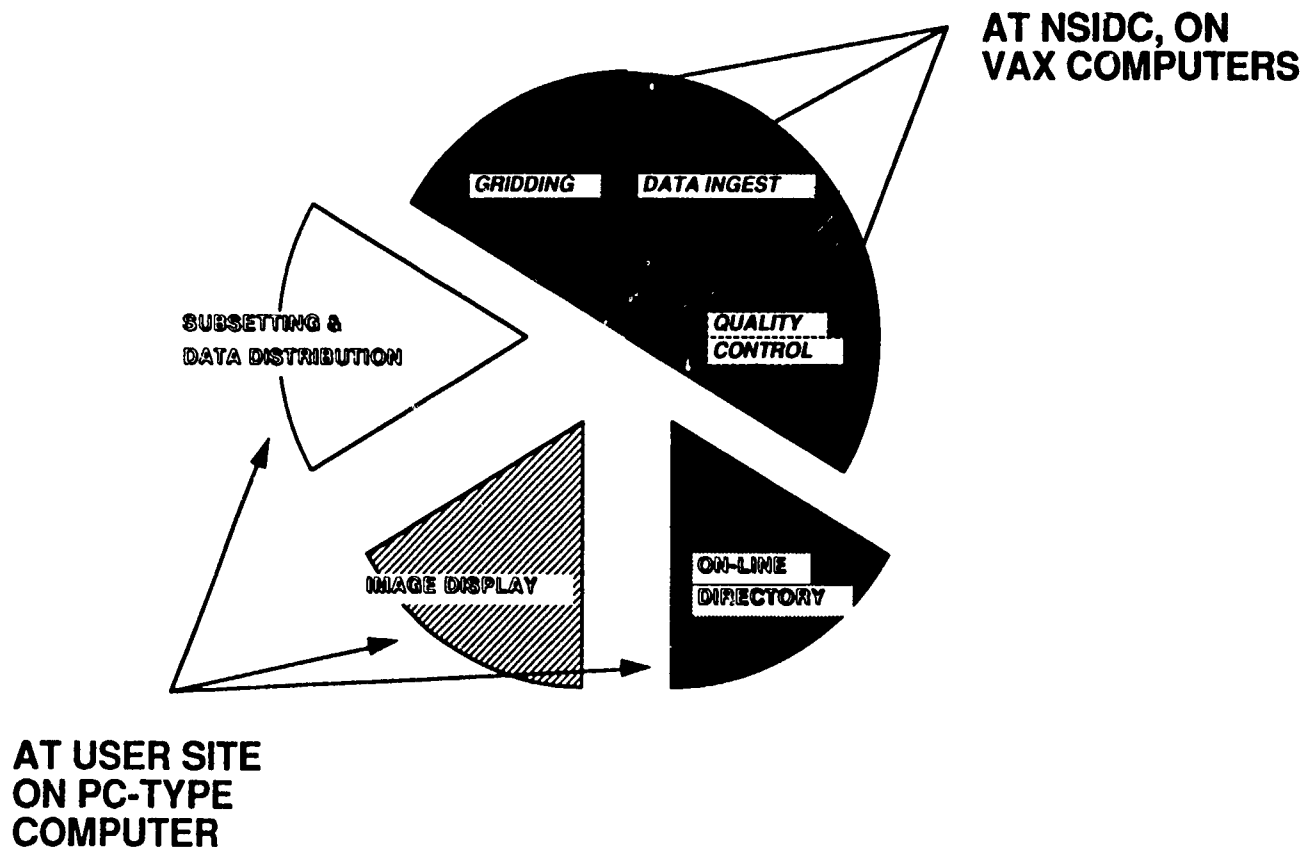 AT NSIDC, ON
VAX COMPUTERS
GRIDDING
DATA INGEST
SUBSETTING &
DATA DISTRIBUTION
QUALITY
CONTROL
IMAGE DISPLAY
ON-LINE
DIRECTORY
AT USER SITE
ON PC-TYPE
COMPUTER